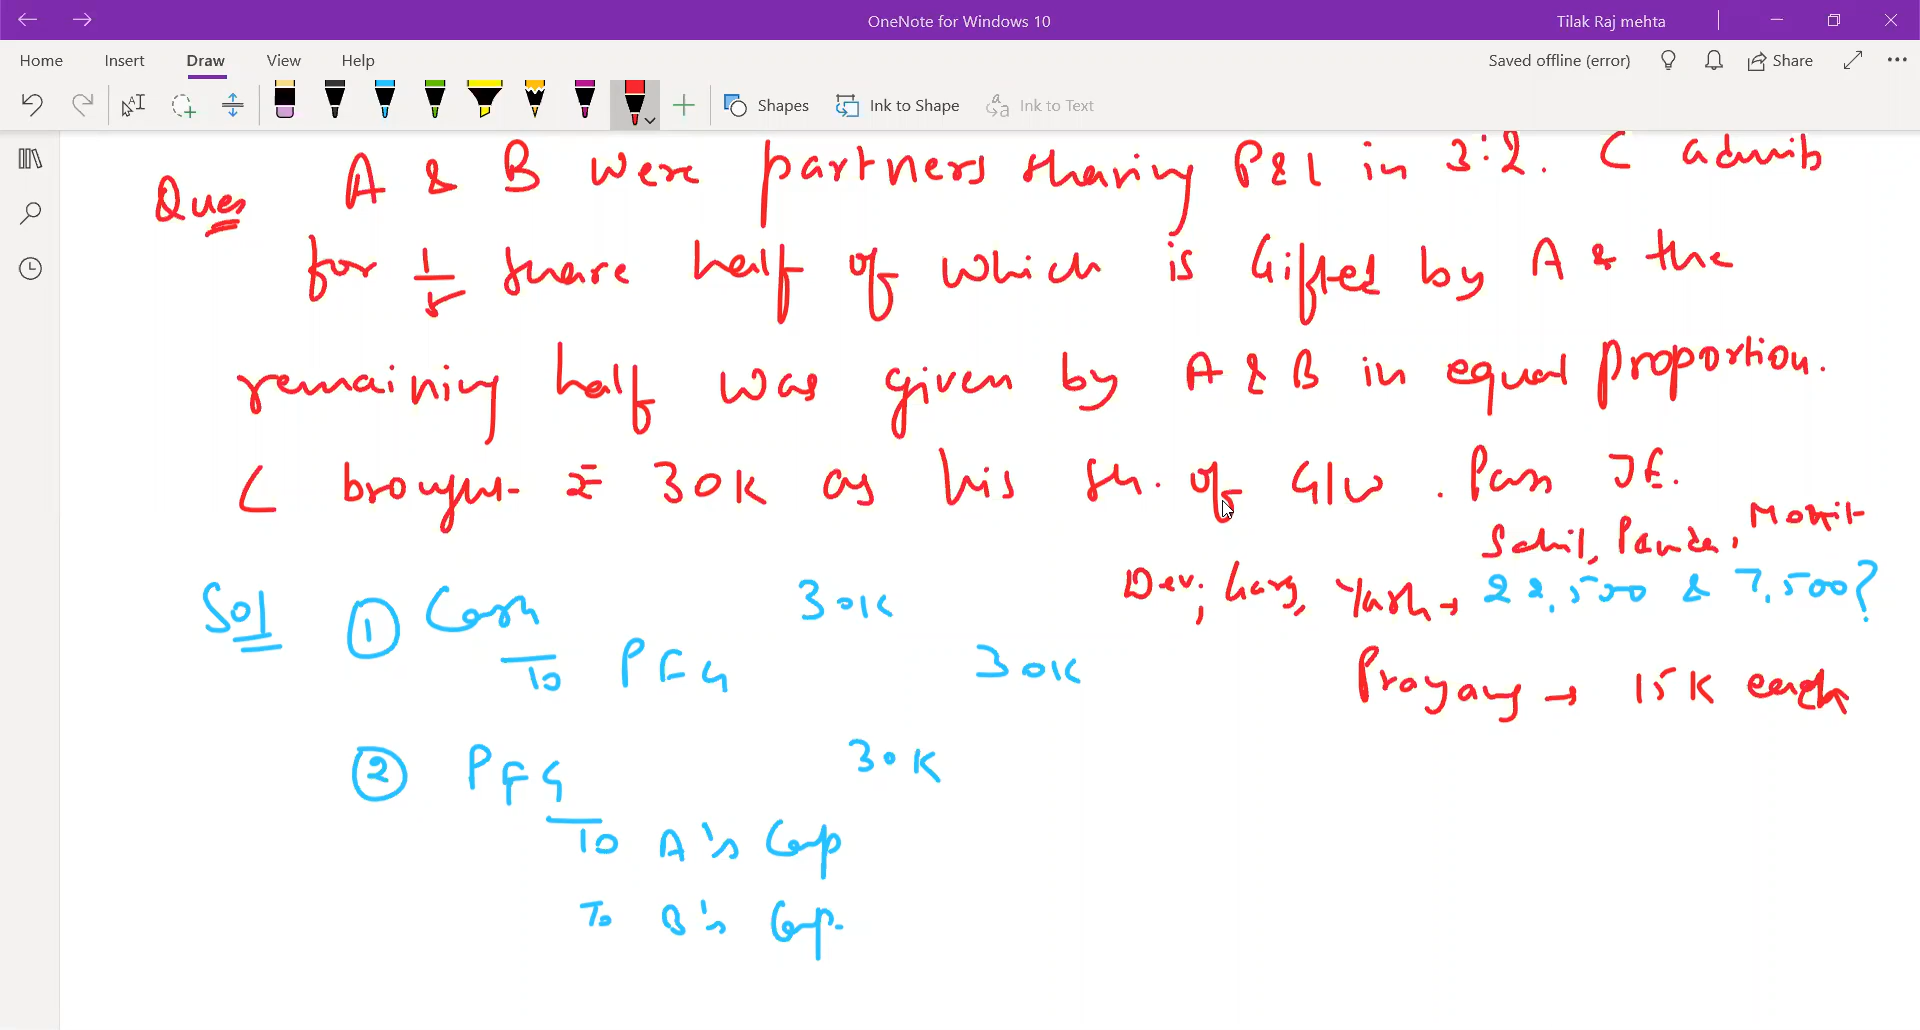 OneNote for Windows 10
Tilak Raj mehta
Home Insert Draw View Help
Saved offline (error) Share
Shapes Ink to Shape Ink to Text
Ques A & B were partners sharing P&L in 3:2. C admits
for 1/5 share half of which is Gifted by A & the
remaining half was given by A & B in equal proportion.
C brought ₹ 30K as his sh. of G/W. Pass JE.
Sahil, Mohit
Sol ① Cash 30K
Dev, Garg, Yash → 22,500 & 7,500?
To PFG 30K
Prayang → 15K each
② PFG 30K
To A's Cap
To B's Cap.